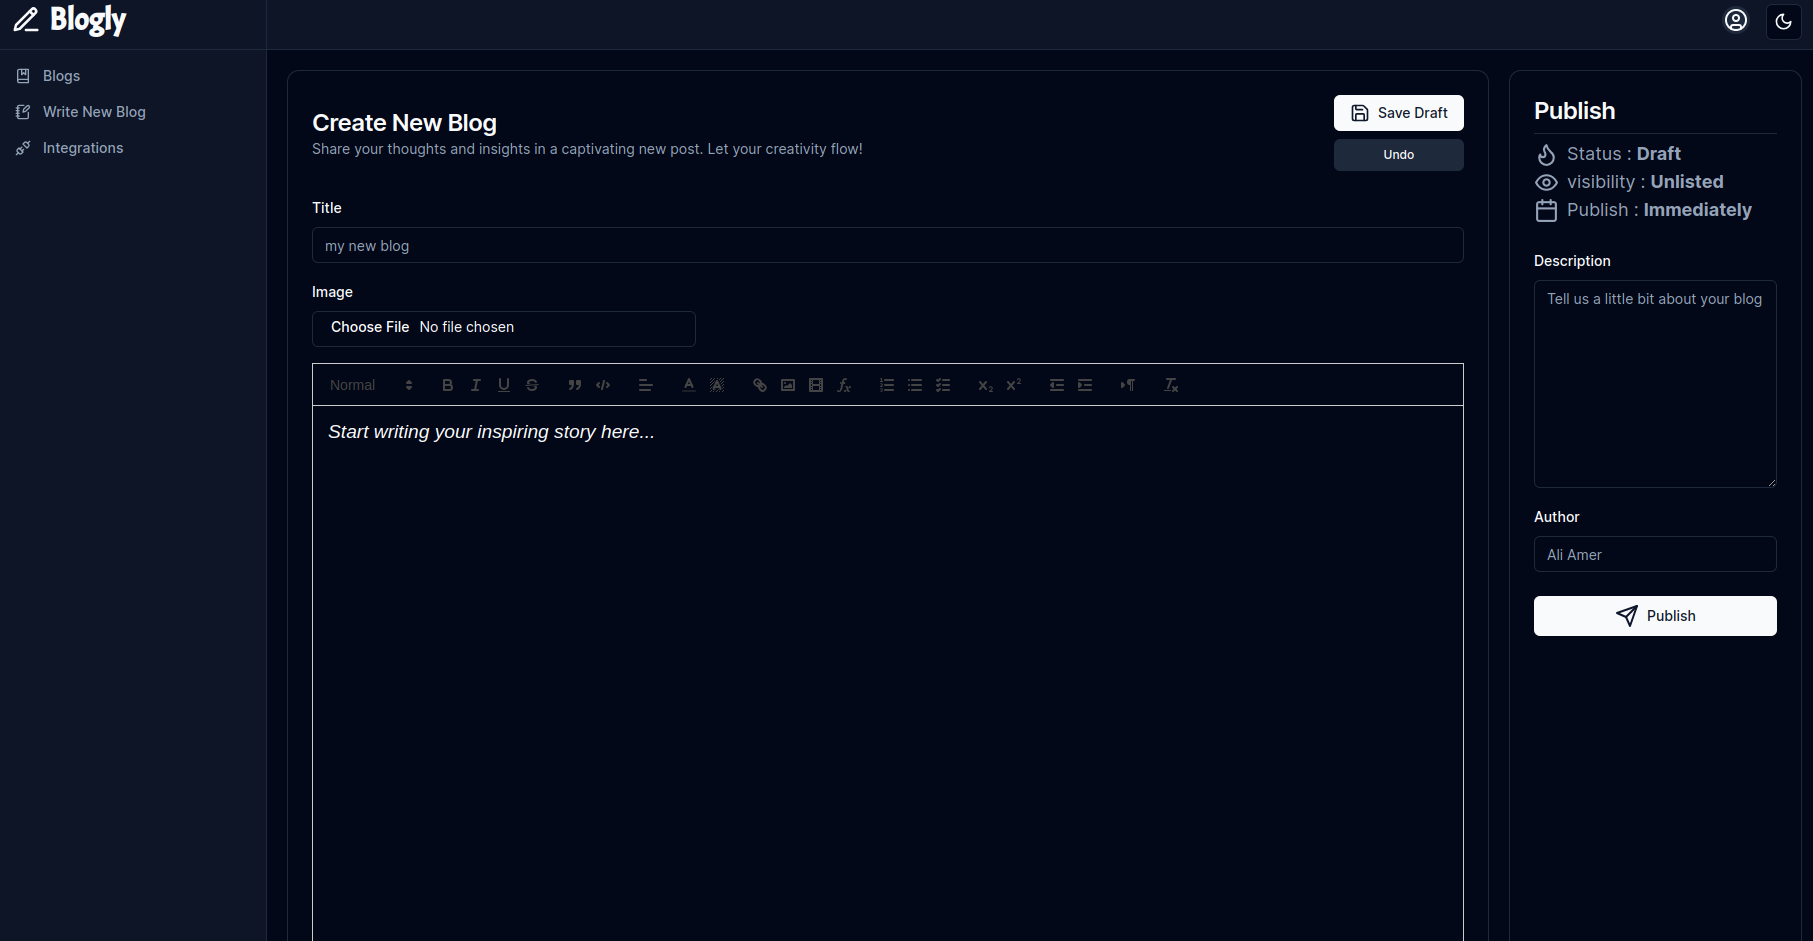 Blogly
Blogs
Write New Blog
Integrations
Create New Blog
Share your thoughts and insights in a captivating new post. Let your creativity flow!
Save Draft
Undo
Title
my new blog
Image
Choose File No file chosen
Normal
Start writing your inspiring story here...
Publish
Status : Draft
visibility : Unlisted
Publish : Immediately
Description
Tell us a little bit about your blog
Author
Ali Amer
Publish